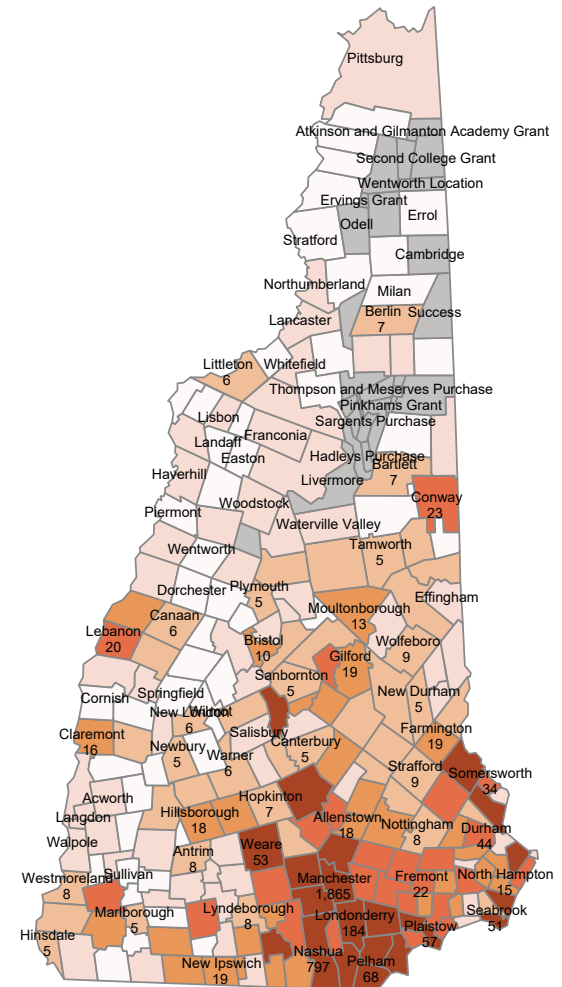 Pittsburg
Atkinson and Gilmanton Academy Grant
Second College Grant
Wentworth Location
Ervings Grant
Errol
Odell
Stratford
Cambridge
Northumberland
Milan
Berlin
7
Success
Lancaster
Littleton
6
Whitefield
Thompson and Meserves Purchase
Pinkhams Grant
Lisbon
Sargents Purchase
Landaff
Franconia
Easton
Hadleys Purchase
Bartlett
7
Haverhill
Livermore
Conway
23
Woodstock
Piermont
Waterville Valley
Wentworth
Tamworth
5
Dorchester
Plymouth
5
Effingham
Moultonborough
13
Canaan
6
Lebanon
20
Bristol
10
Wolfeboro
9
Gilford
19
Sanbornton
5
Springfield
Cornish
New Durham
5
New London
6
Wilmot
Claremont
16
Salisbury
Farmington
19
Newbury
5
Canterbury
5
Warner
6
Strafford
9
Somersworth
34
Acworth
Hopkinton
7
Langdon
Hillsborough
18
Allenstown
18
Nottingham
8
Durham
44
Walpole
Weare
53
Antrim
8
Westmoreland
8
Sullivan
Manchester
1,865
Fremont
22
North Hampton
15
Marlborough
5
Lyndeborough
8
Londonderry
184
Seabrook
51
Plaistow
57
Hinsdale
5
Nashua
797
New Ipswich
19
Pelham
68